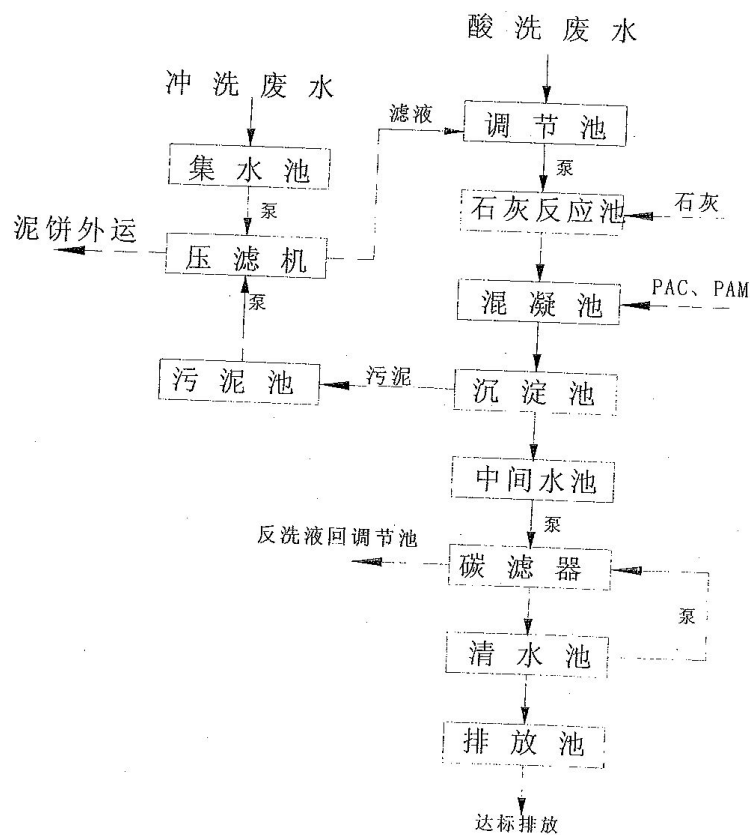 酸洗废水
冲洗废水
滤液
调节池
集水池
泵
泵
石灰反应池
石灰
泥饼外运
压滤机
泵
混凝池
PAC、PAM
污泥池
污泥
沉淀池
中间水池
泵
反洗液回调节池
碳滤器
泵
清水池
排放池
达标排放